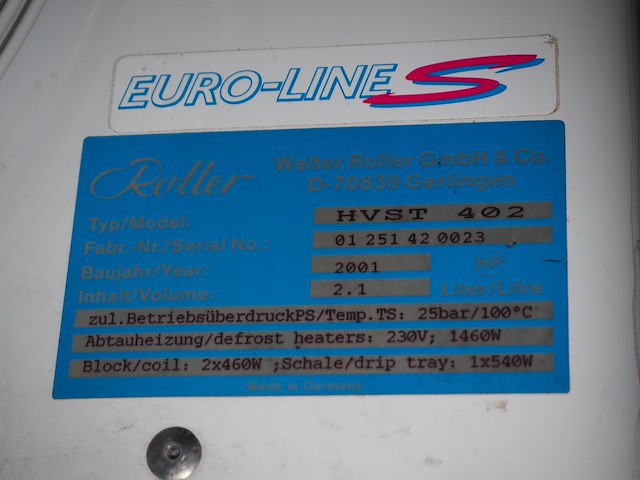 EURO-LINE S
Roller
Walter Roller GmbH & Co.
D-70839 Gerlingen
Typ/Model: HVST 402
Fabr.-Nr./Serial No.: 01 251 42 0023
Baujahr/Year: 2001 HP
Inhalt/Volume: 2.1 Liter/Litre
zul.BetriebsüberdruckPS/Temp.TS: 25bar/100°C
Abtauheizung/defrost heaters: 230V; 1460W
Block/coil: 2x460W ;Schale/drip tray: 1x540W
Made in Germany